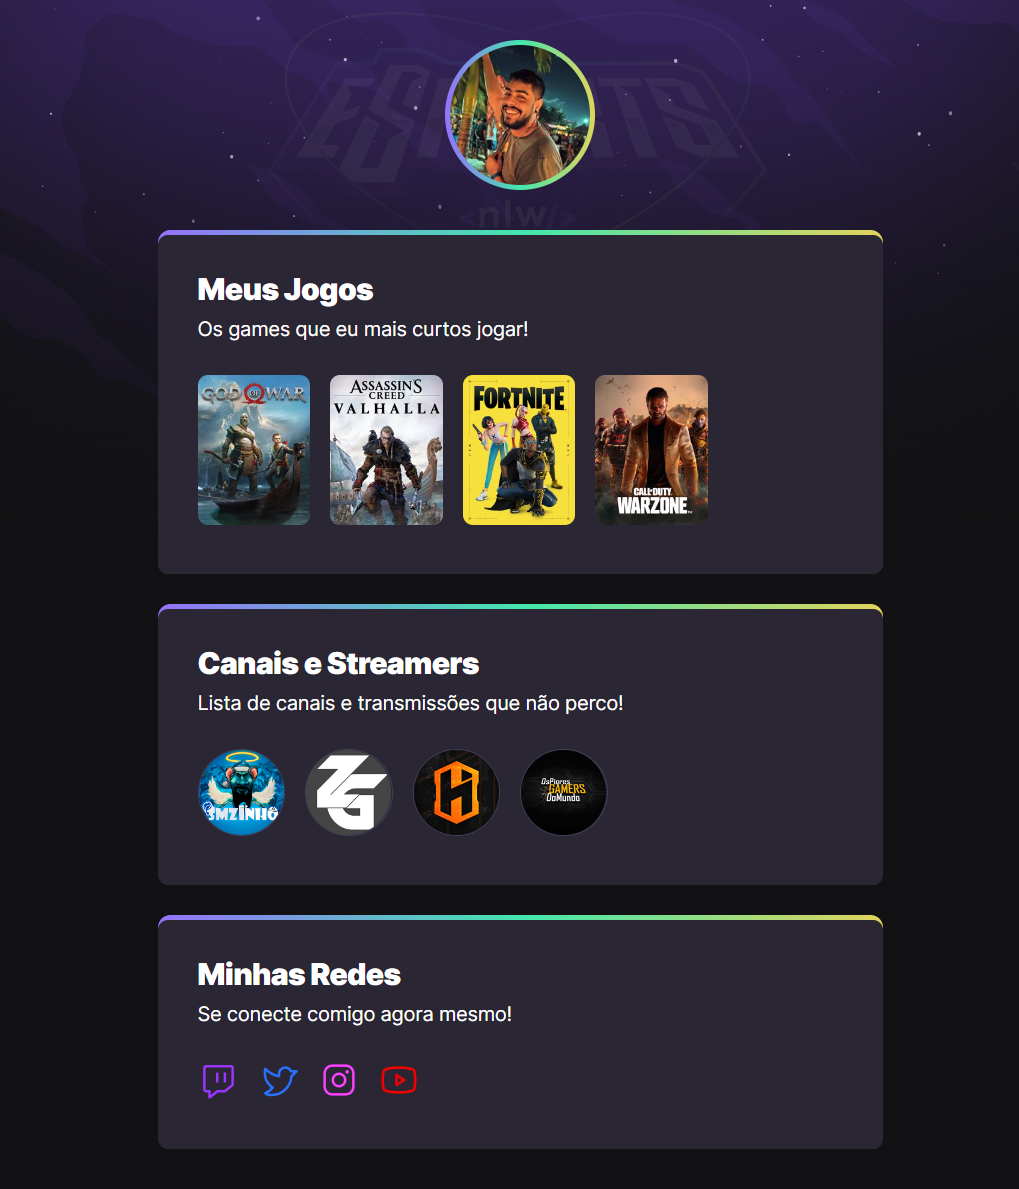 ESPORTS
<nlw/>
Meus Jogos
Os games que eu mais curtos jogar!
GOD OF WAR
ASSASSIN'S
CREED
VALHALLA
FORTNITE
CALL OF DUTY
WARZONE
Canais e Streamers
Lista de canais e transmissões que não perco!
SMZINHO
ZG
H
OsPiores
GAMERS
DoMundo
Minhas Redes
Se conecte comigo agora mesmo!